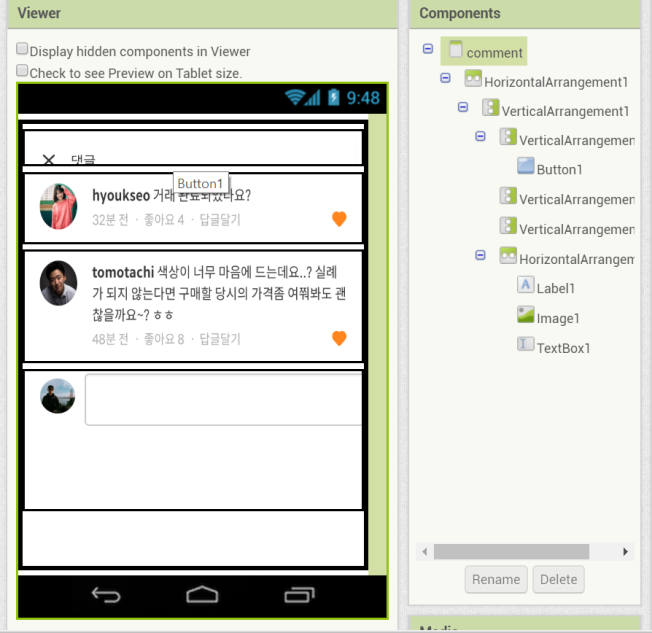 Viewer
Display hidden components in Viewer
Check to see Preview on Tablet size.
9:48
댓글
Button1
hyoukseo 거래 완료되었나요?
32분 전 · 좋아요 4 · 답글달기
tomotachi 색상이 너무 마음에 드는데요..? 실례
가 되지 않는다면 구매할 당시의 가격좀 여쭤봐도 괜
찮을까요~? ㅎㅎ
48분 전 · 좋아요 8 · 답글달기
Components
comment
HorizontalArrangement1
VerticalArrangement1
VerticalArrangemen
Button1
VerticalArrangemen
VerticalArrangemen
HorizontalArrangem
A Label1
Image1
TextBox1
Rename
Delete
Media